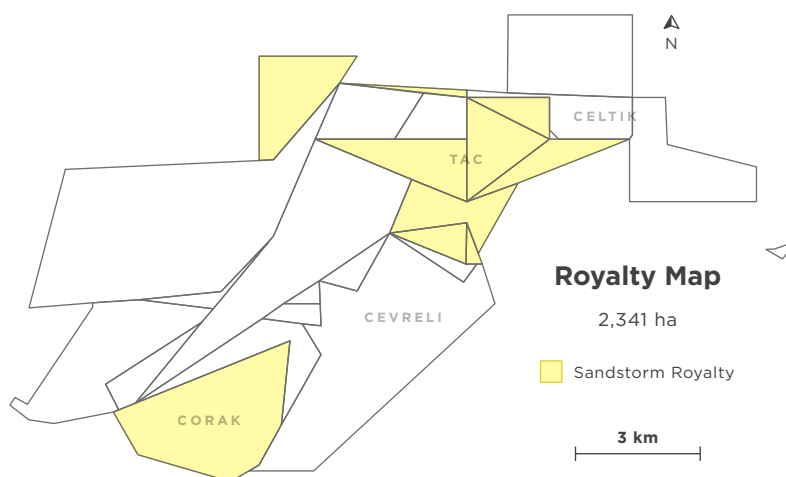 N
CELTIK
TAC
Royalty Map
2,341 ha
CEVRELI
Sandstorm Royalty
CORAK
3 km